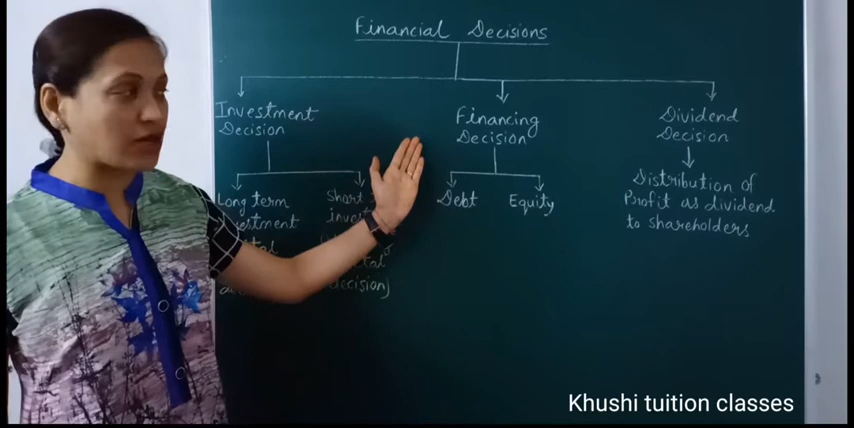 Financial Decisions
Investment
Decision
Long term
Short
Financing
Decision
Debt
Equity
Dividend
Decision
Distribution of
Profit as dividend
to shareholders
decision)
Khushi tuition classes